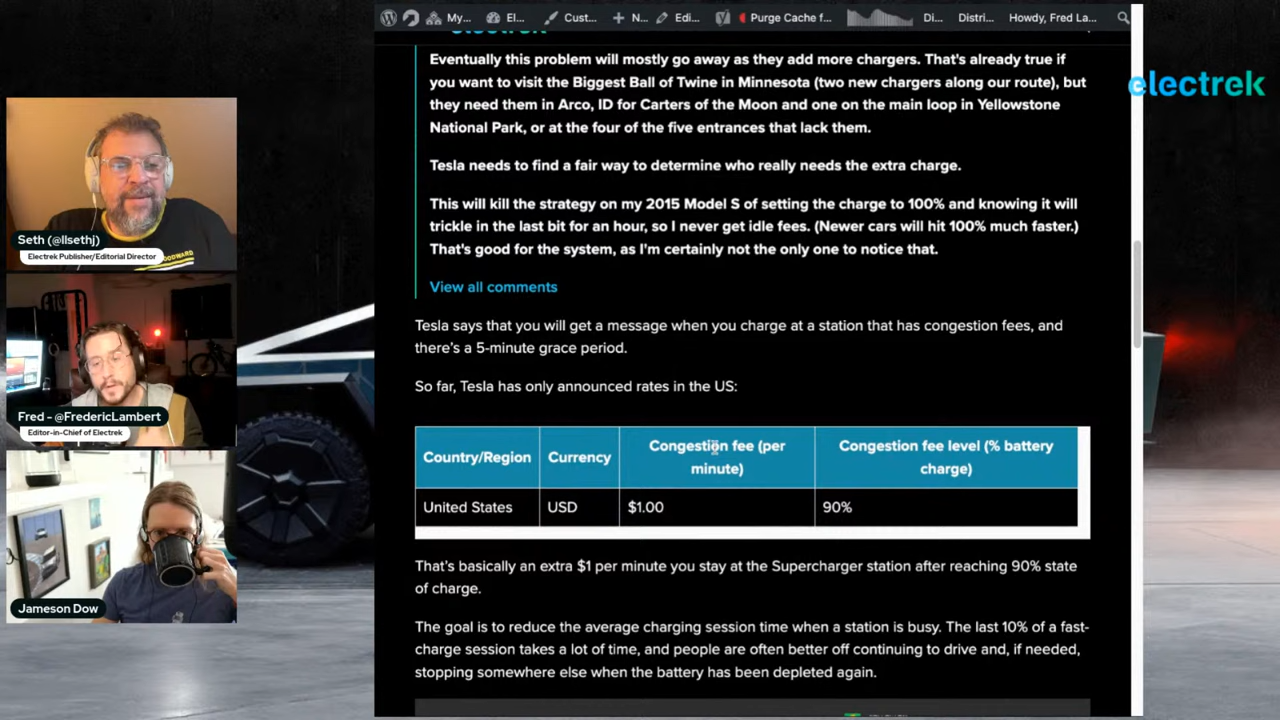 My...
El...
Cust...
N...
Edi...
Purge Cache f...
Di...
Distri...
Howdy, Fred La...
electrek
Eventually this problem will mostly go away as they add more chargers. That's already true if
you want to visit the Biggest Ball of Twine in Minnesota (two new chargers along our route), but
they need them in Arco, ID for Carters of the Moon and one on the main loop in Yellowstone
National Park, or at the four of the five entrances that lack them.
Tesla needs to find a fair way to determine who really needs the extra charge.
This will kill the strategy on my 2015 Model S of setting the charge to 100% and knowing it will
trickle in the last bit for an hour, so I never get idle fees. (Newer cars will hit 100% much faster.)
That's good for the system, as I'm certainly not the only one to notice that.
View all comments
Tesla says that you will get a message when you charge at a station that has congestion fees, and
there's a 5-minute grace period.
So far, Tesla has only announced rates in the US:
Country/Region
Currency
Congestion fee (per
minute)
Congestion fee level (% battery
charge)
United States
USD
$1.00
90%
That's basically an extra $1 per minute you stay at the Supercharger station after reaching 90% state
of charge.
The goal is to reduce the average charging session time when a station is busy. The last 10% of a fast-
charge session takes a lot of time, and people are often better off continuing to drive and, if needed,
stopping somewhere else when the battery has been depleted again.
electrek
Seth (@llsethj)
Electrek Publisher/Editorial Director
Fred - @FredericLambert
Editor-in-Chief of Electrek
Jameson Dow